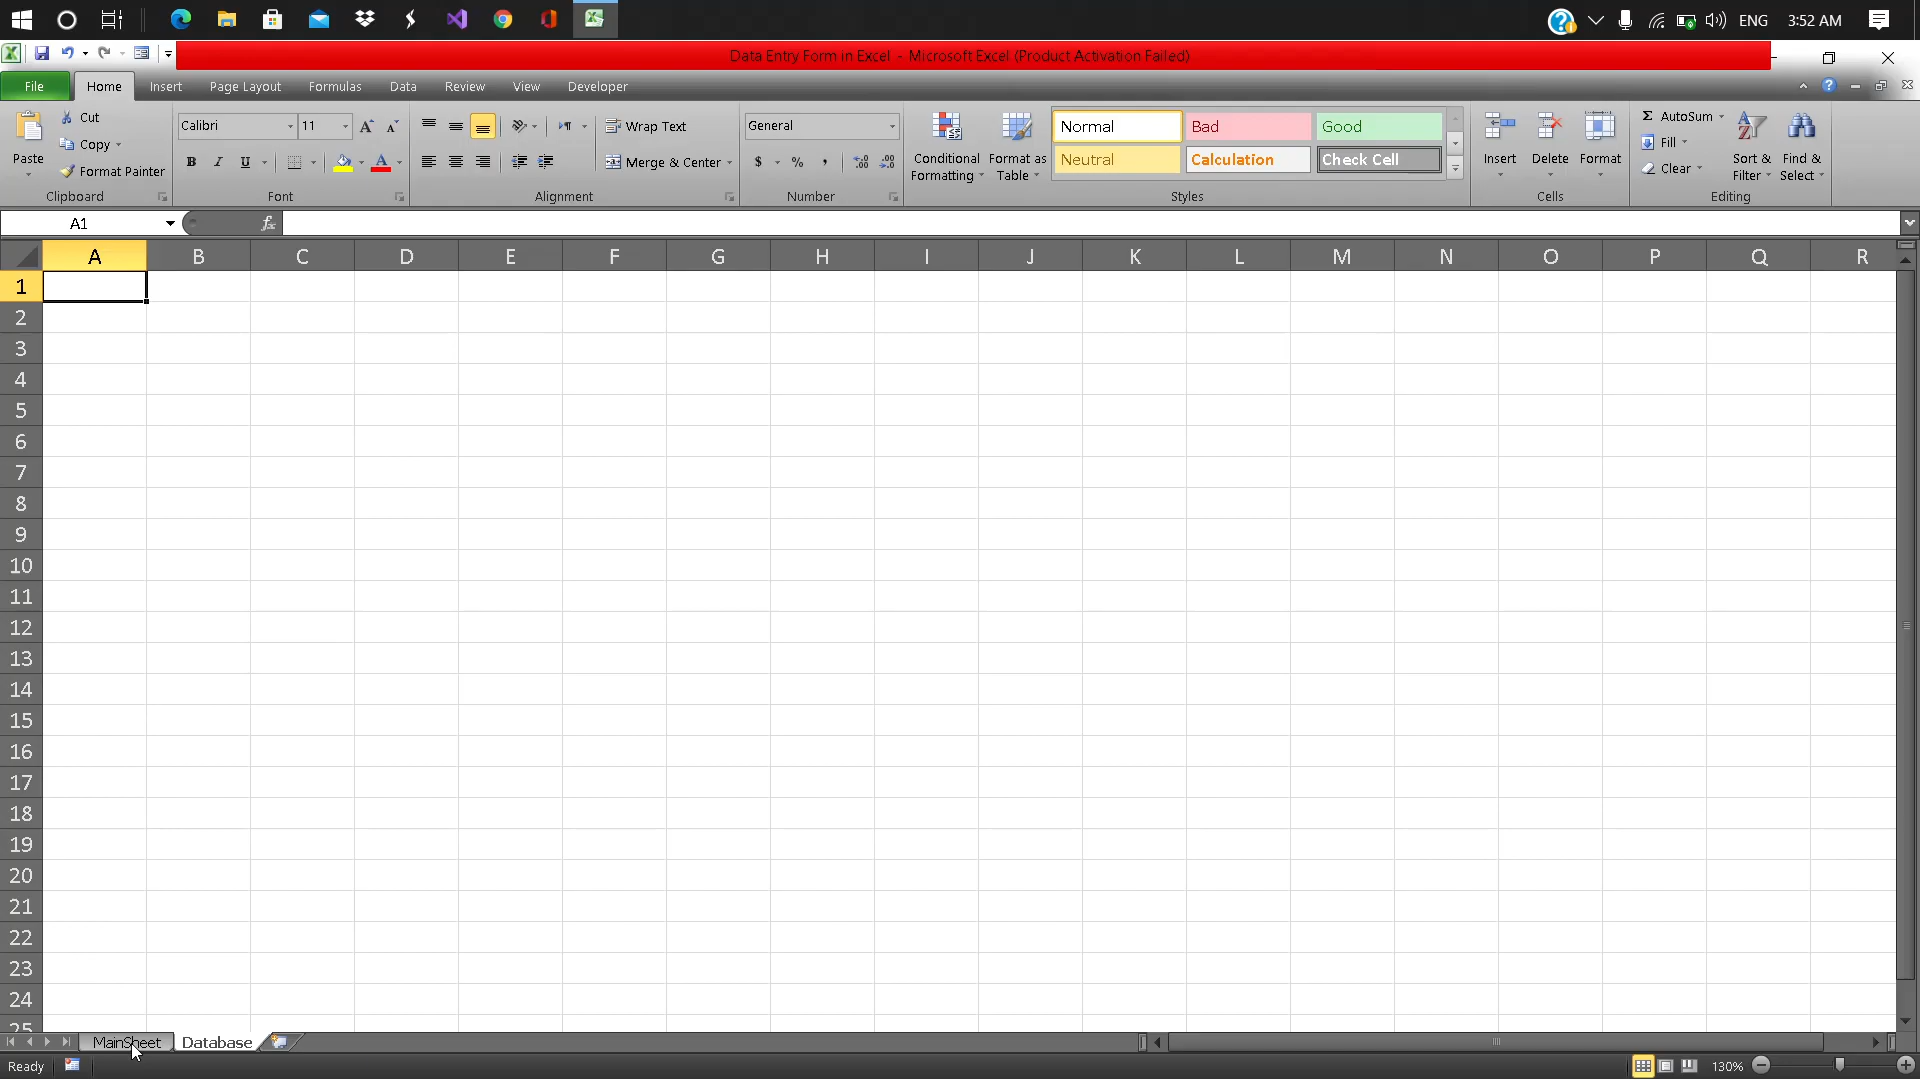 ENG 3:52 AM
Data Entry Form in Excel - Microsoft Excel (Product Activation Failed)
File Home Insert Page Layout Formulas Data Review View Developer
Cut
Copy
Format Painter
Paste
Clipboard
Calibri 11
B I U
Font
Wrap Text
Merge & Center
Alignment
General
$ % ,
Number
Conditional Formatting
Format as Table
Normal Bad Good
Neutral Calculation Check Cell
Styles
Insert Delete Format
Cells
Σ AutoSum
Fill
Clear
Sort & Filter
Find & Select
Editing
A1 fx
A B C D E F G H I J K L M N O P Q R
1
2
3
4
5
6
7
8
9
10
11
12
13
14
15
16
17
18
19
20
21
22
23
24
25
MainSheet Database
Ready 130%